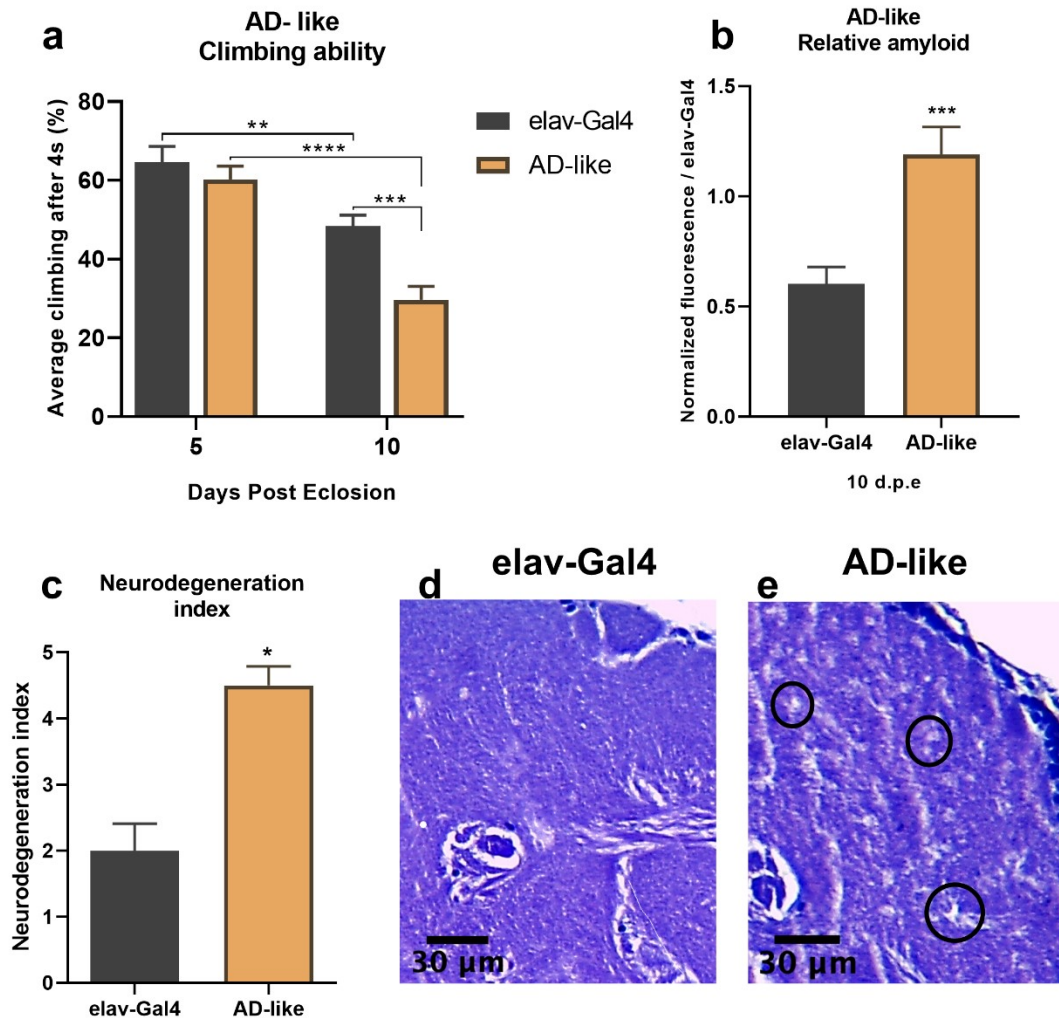 a
AD- like
Climbing ability
Average climbing after 4s (%)
80
60
40
20
0
**
****
***
5
10
Days Post Eclosion
elav-Gal4
AD-like
b
AD-like
Relative amyloid
Normalized fluorescence / elav-Gal4
1.5
1.0
0.5
0.0
***
elav-Gal4
AD-like
10 d.p.e
c
Neurodegeneration
index
Neurodegeneration index
5
4
3
2
1
0
*
elav-Gal4
AD-like
d
elav-Gal4
30 µm
e
AD-like
30 µm